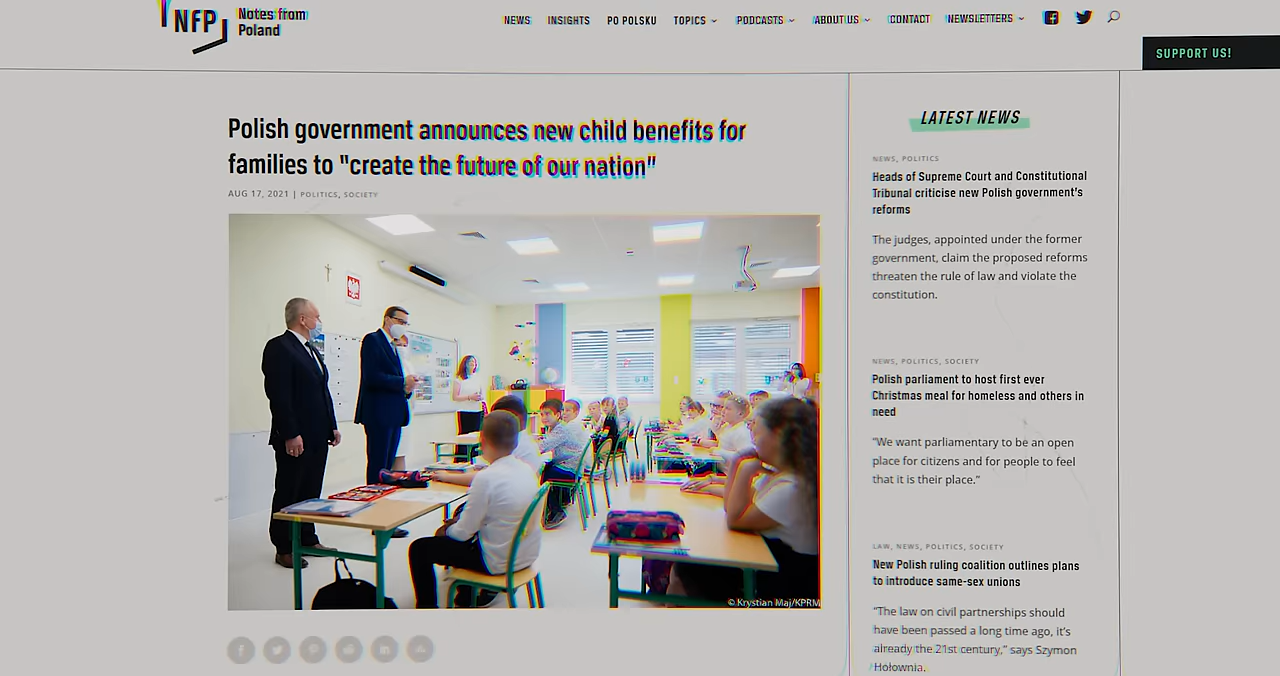 NFP
Notes from
Poland
NEWS INSIGHTS PO POLSKU TOPICS PODCASTS ABOUT US CONTACT NEWSLETTERS
SUPPORT US!
Polish government announces new child benefits for
families to "create the future of our nation"
AUG 17, 2021 | POLITICS, SOCIETY
© Krystian Maj/KPRM
LATEST NEWS
NEWS, POLITICS
Heads of Supreme Court and Constitutional
Tribunal criticise new Polish government's
reforms
The judges, appointed under the former
government, claim the proposed reforms
threaten the rule of law and violate the
constitution.
NEWS, POLITICS, SOCIETY
Polish parliament to host first ever
Christmas meal for homeless and others in
need
“We want parliamentary to be an open
place for citizens and for people to feel
that it is their place.”
LAW, NEWS, POLITICS, SOCIETY
New Polish ruling coalition outlines plans
to introduce same-sex unions
“The law on civil partnerships should
have been passed a long time ago, it’s
already the 21st century,” says Szymon
Hołownia.